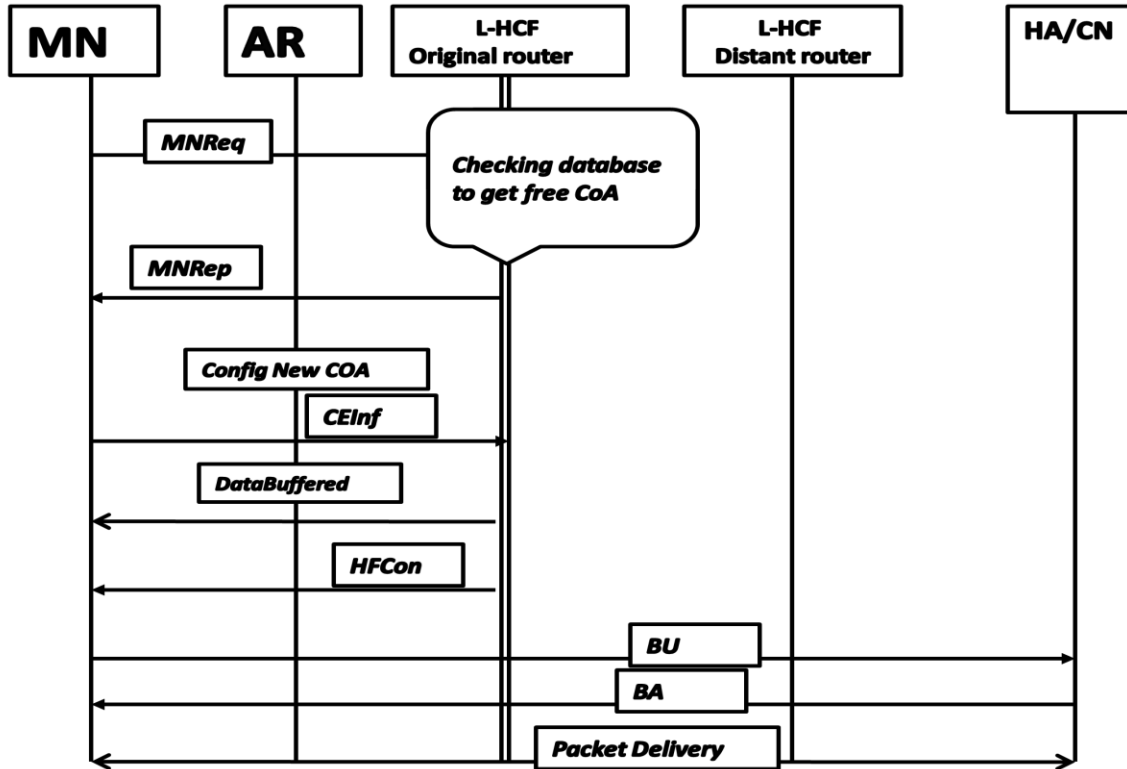 MN
AR
L-HCF
Original router
L-HCF
Distant router
HA/CN
MNReq
Checking database
to get free CoA
MNRep
Config New COA
CEInf
DataBuffered
HFCon
BU
BA
Packet Delivery